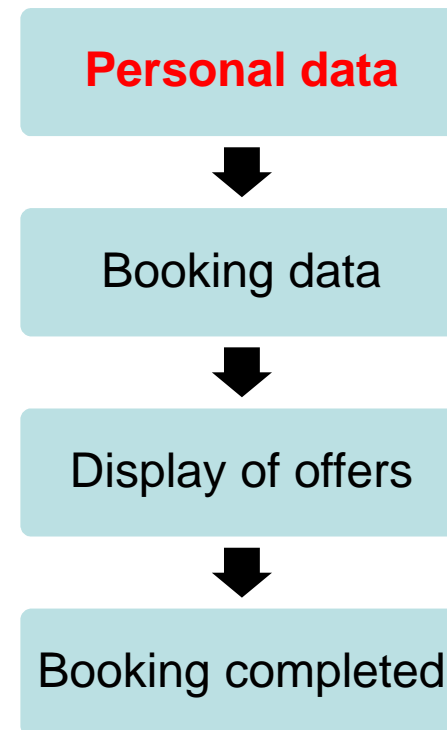 Personal data
Booking data
Display of offers
Booking completed